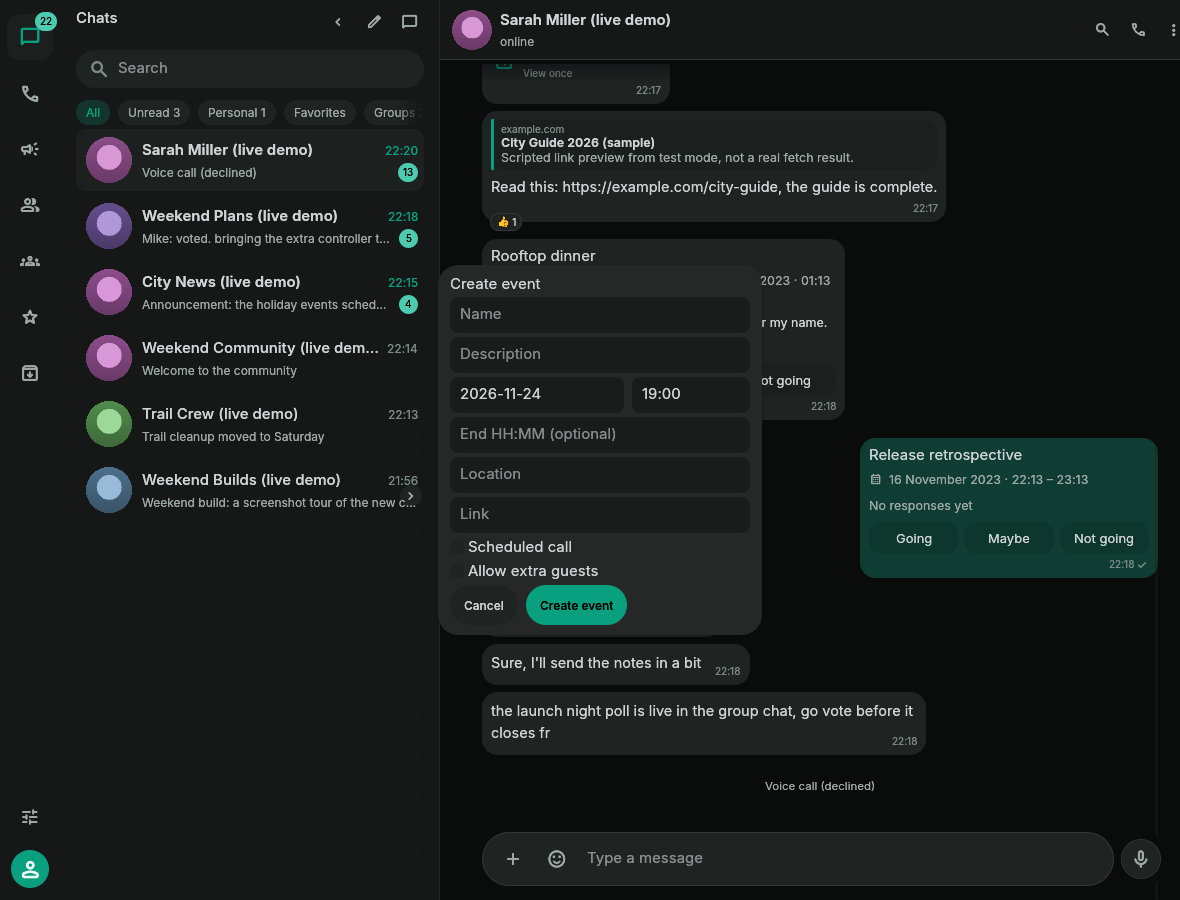 22
Chats
Search
All
Unread 3
Personal 1
Favorites
Groups
Sarah Miller (live demo)
22:20
Voice call (declined)
13
Weekend Plans (live demo)
22:18
Mike: voted. bringing the extra controller t...
5
City News (live demo)
22:15
Announcement: the holiday events sched...
4
Weekend Community (live dem...
22:14
Welcome to the community
Trail Crew (live demo)
22:13
Trail cleanup moved to Saturday
Weekend Builds (live demo)
21:56
Weekend build: a screenshot tour of the new c...
Sarah Miller (live demo)
online
View once
22:17
example.com
City Guide 2026 (sample)
Scripted link preview from test mode, not a real fetch result.
Read this: https://example.com/city-guide, the guide is complete.
22:17
👍 1
Rooftop dinner
2023 · 01:13
r my name.
ot going
22:18
Create event
Name
Description
2026-11-24
19:00
End HH:MM (optional)
Location
Link
Scheduled call
Allow extra guests
Cancel
Create event
Release retrospective
16 November 2023 · 22:13 – 23:13
No responses yet
Going
Maybe
Not going
22:18
Sure, I'll send the notes in a bit
22:18
the launch night poll is live in the group chat, go vote before it
closes fr
22:18
Voice call (declined)
Type a message